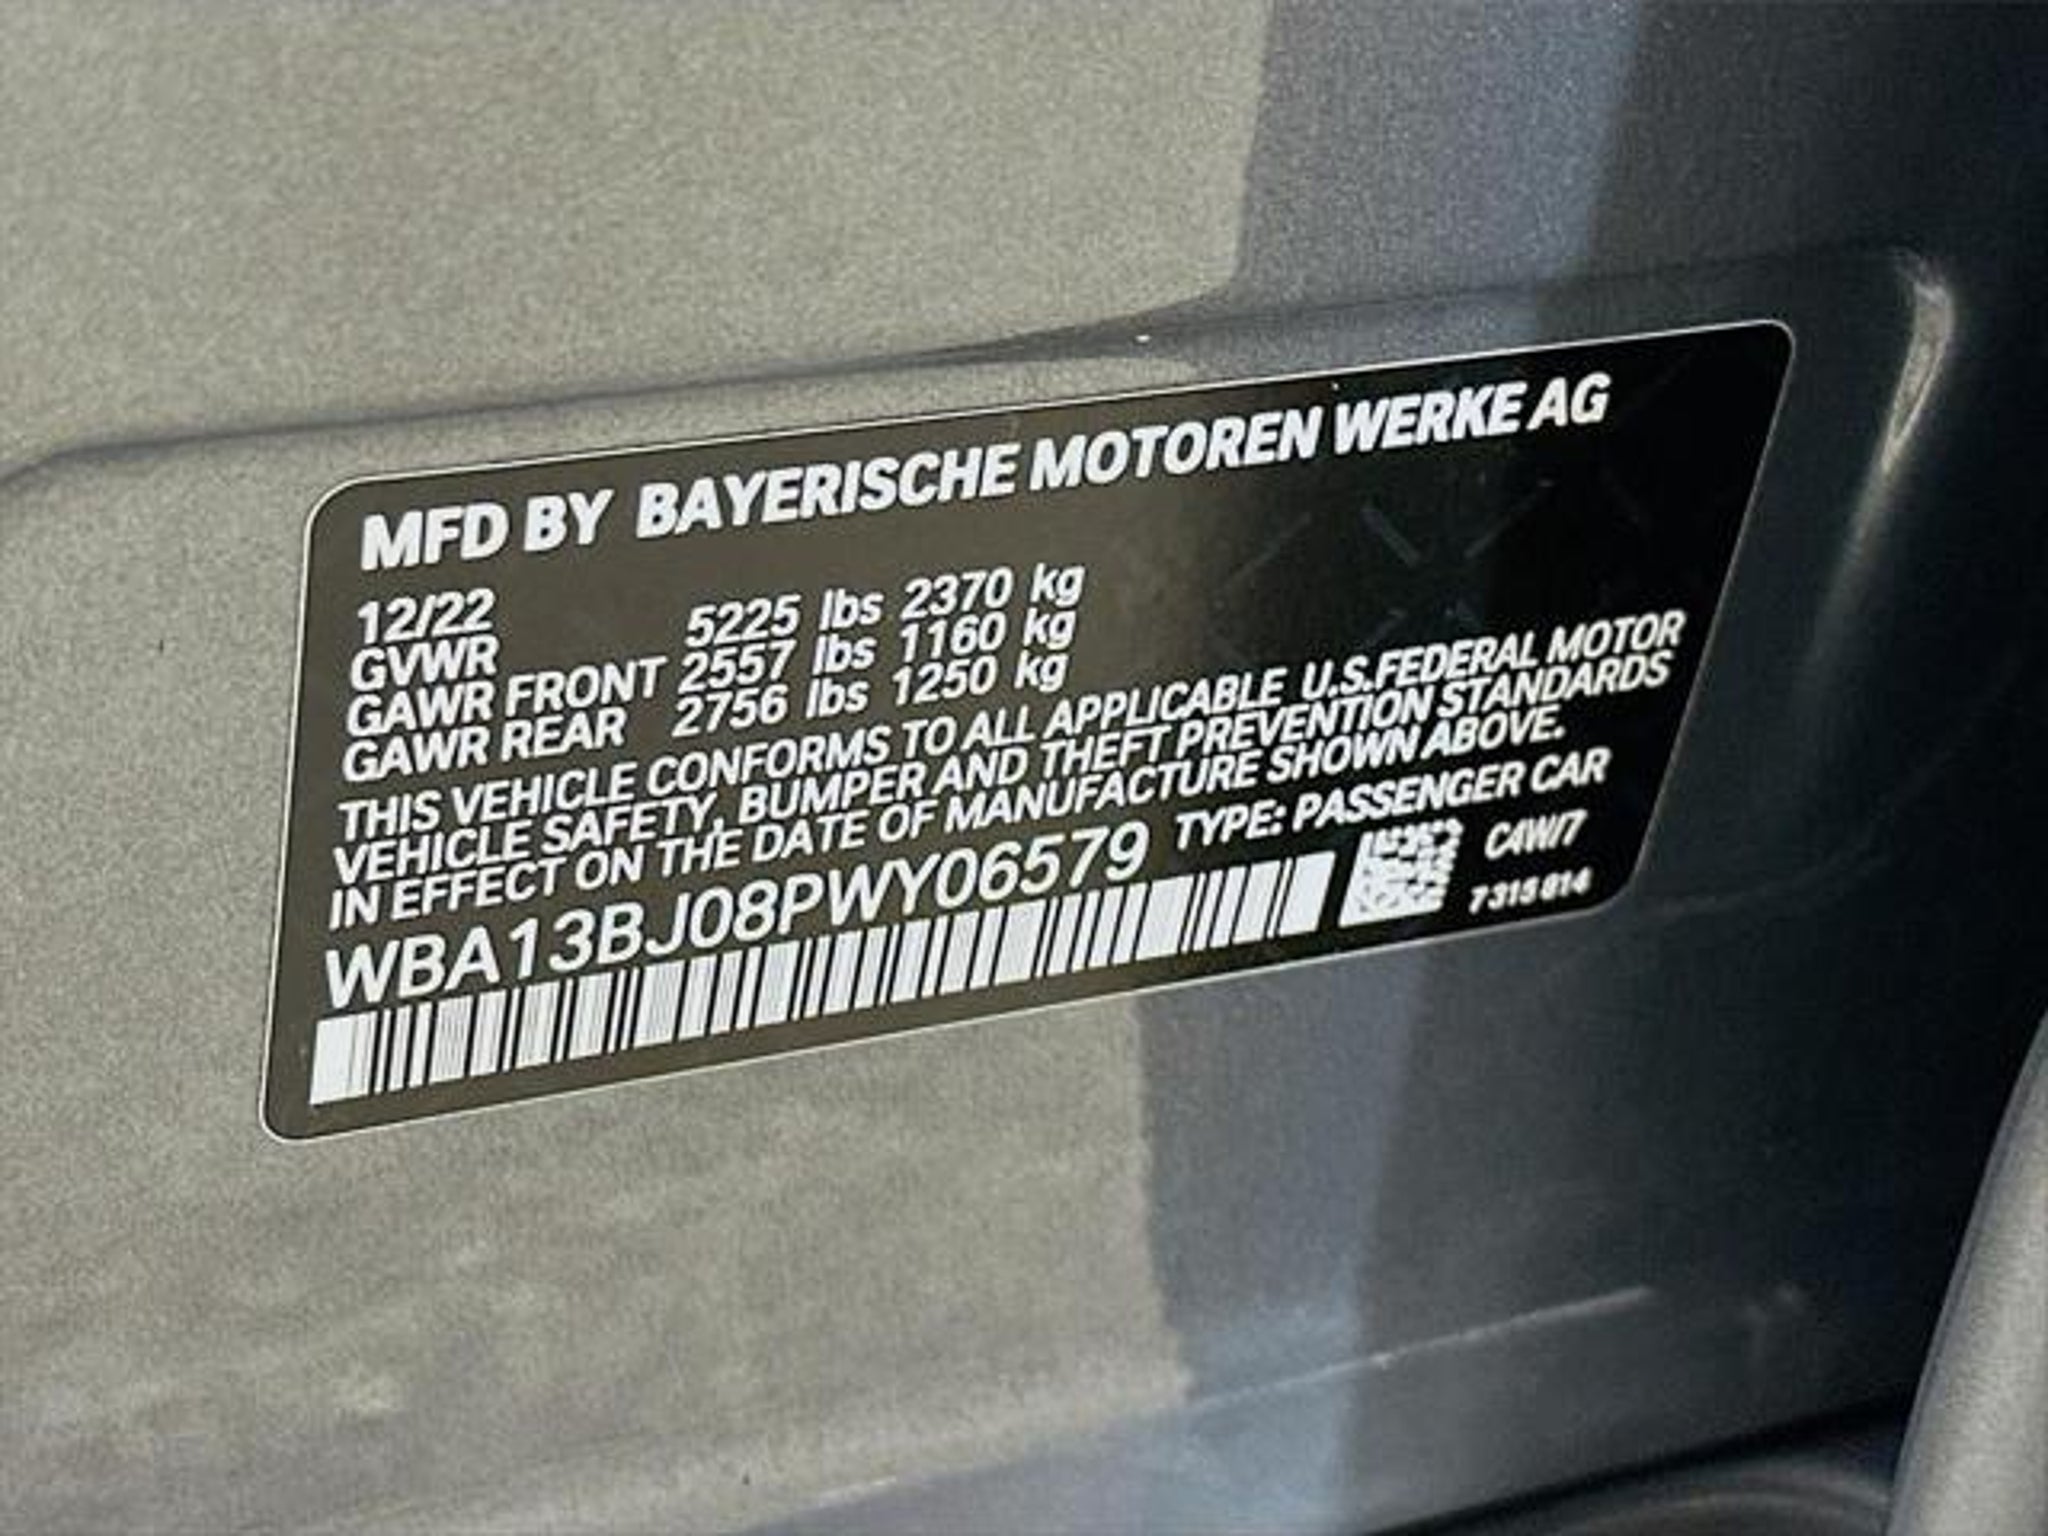 MFD BY BAYERISCHE MOTOREN WERKE AG
12/22
GVWR 5225 lbs 2370 kg
GAWR FRONT 2557 lbs 1160 kg
GAWR REAR 2756 lbs 1250 kg
THIS VEHICLE CONFORMS TO ALL APPLICABLE U.S.FEDERAL MOTOR
VEHICLE SAFETY, BUMPER AND THEFT PREVENTION STANDARDS
IN EFFECT ON THE DATE OF MANUFACTURE SHOWN ABOVE.
WBA13BJ08PWY06579 TYPE: PASSENGER CAR
C4W/7
7315814